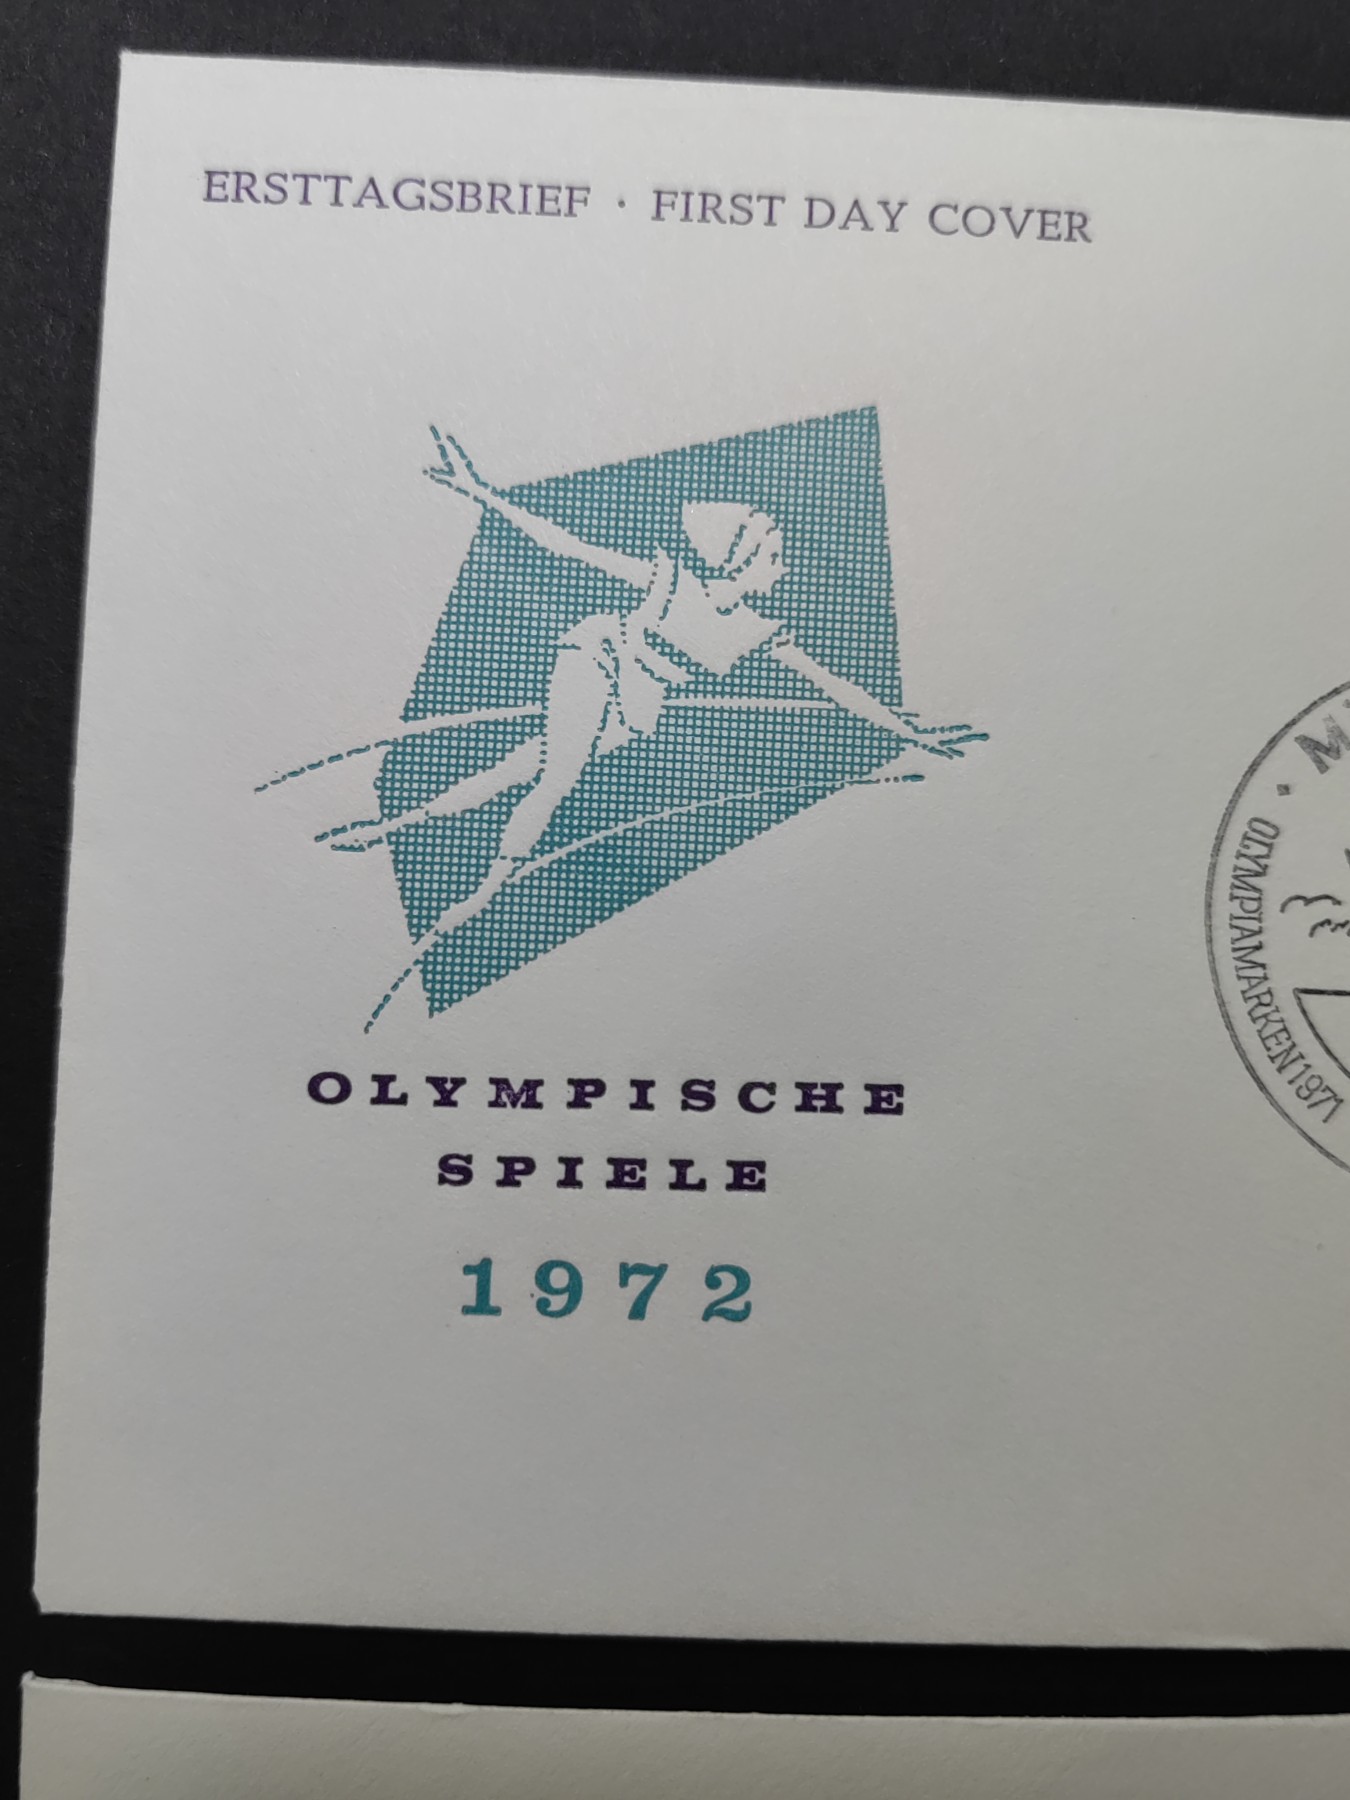 ERSTTAGSBRIEF · FIRST DAY COVER
OLYMPISCHE
SPIELE
1972
OLYMPIAMARKEN 1971